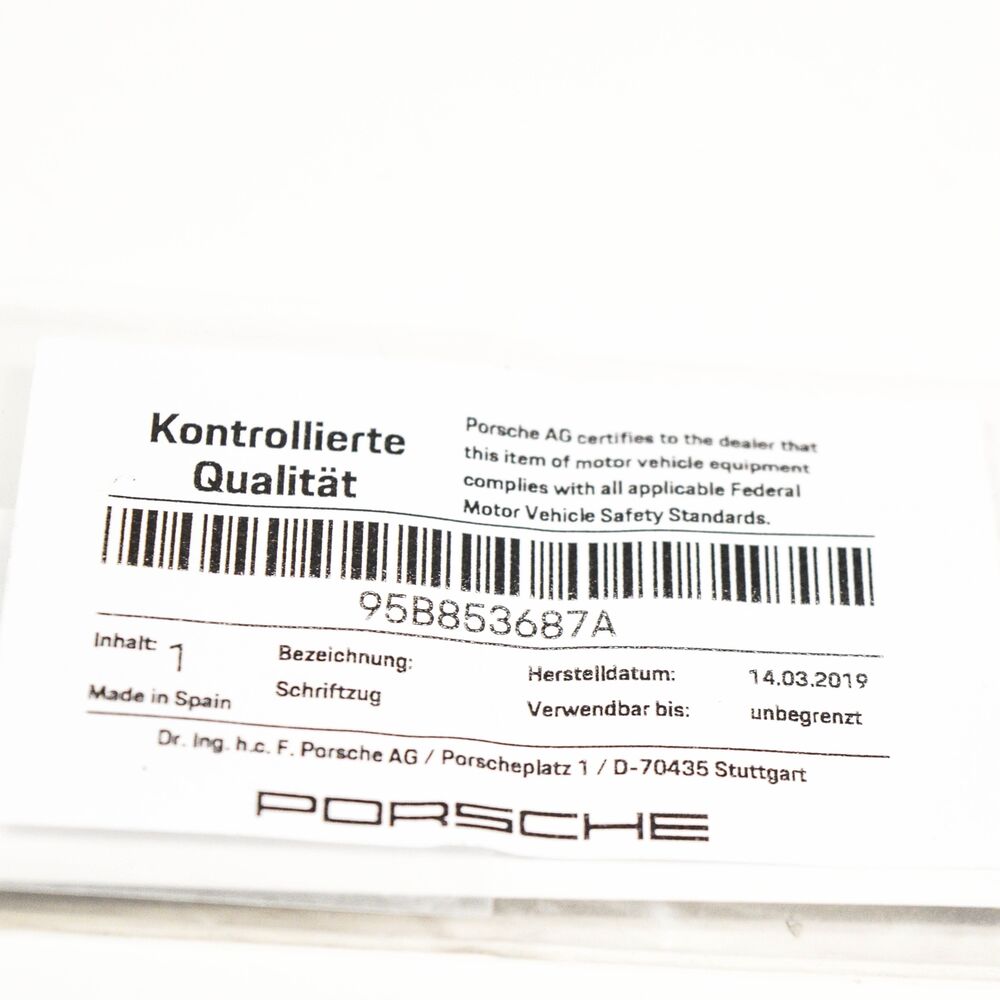 Kontrollierte
Qualität
Porsche AG certifies to the dealer that
this item of motor vehicle equipment
complies with all applicable Federal
Motor Vehicle Safety Standards.
95B853687A
Inhalt: 1
Made in Spain
Bezeichnung:
Schriftzug
Herstelldatum: 14.03.2019
Verwendbar bis: unbegrenzt
Dr. Ing. h.c. F. Porsche AG / Porscheplatz 1 / D-70435 Stuttgart
PORSCHE